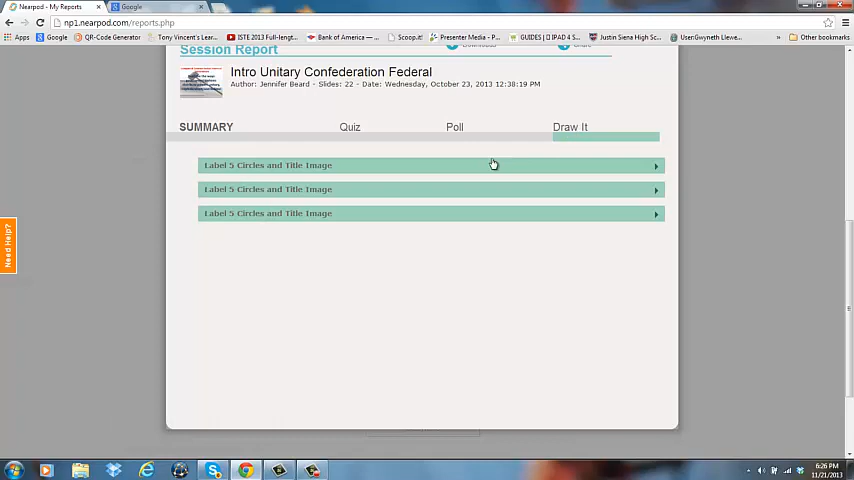 Nearpod - My Reports
Google
np1.nearpod.com/reports.php
Apps
Google
QR-Code Generator
Tony Vincent's Lear...
ISTE 2013 Full-lengt...
Bank of America —...
Scoop.it!
Presenter Media - P...
GUIDES | IPAD 4 S...
Justin Siena High Sc...
User:Gwyneth Llewe...
Other bookmarks
Session Report
Downloads
Share
Intro Unitary Confederation Federal
Author: Jennifer Beard - Slides: 22 - Date: Wednesday, October 23, 2013 12:38:19 PM
SUMMARY
Quiz
Poll
Draw It
Label 5 Circles and Title Image
Label 5 Circles and Title Image
Label 5 Circles and Title Image
Need Help?
6:26 PM
11/21/2013